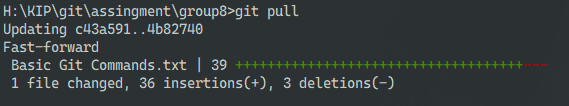 H:\KIP\git\assingment\group8>git pull
Updating c43a591..4b82740
Fast-forward
 Basic Git Commands.txt | 39 ++++++++++++++++++++++++++++++++++++---
 1 file changed, 36 insertions(+), 3 deletions(-)